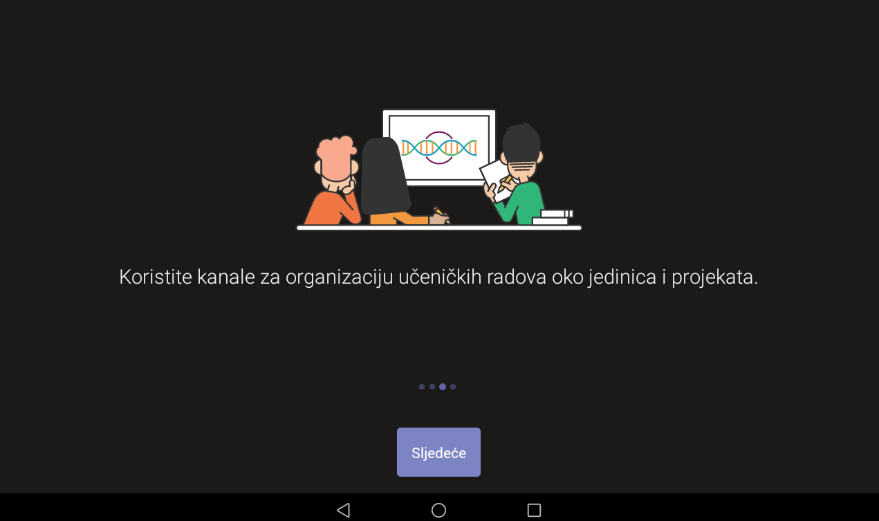 Koristite kanale za organizaciju učeničkih radova oko jedinica i projekata.
Sljedeće